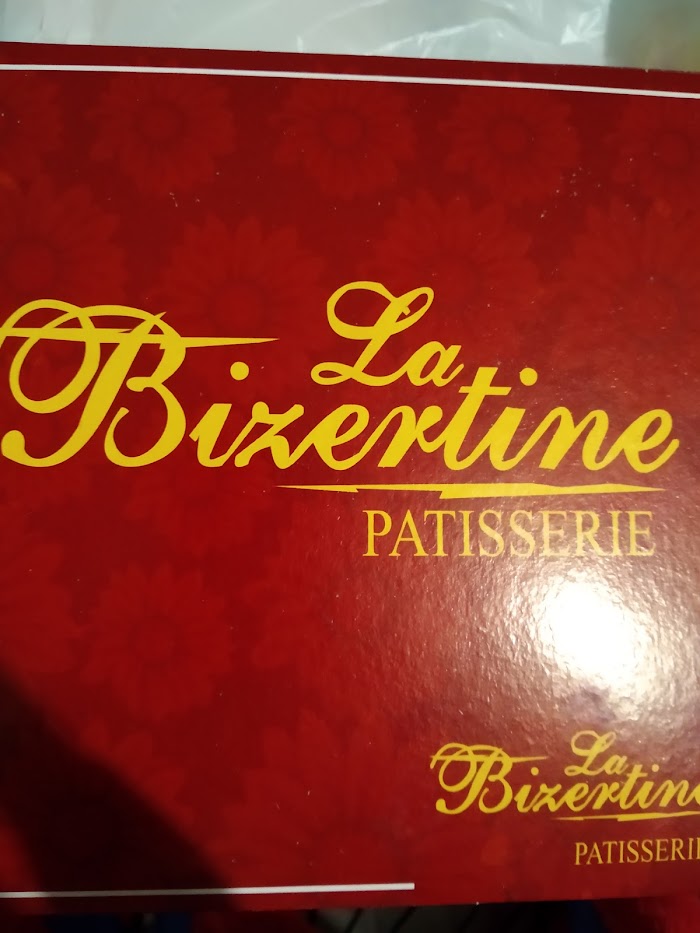 La
Bizertine
PATISSERIE
La
Bizertine
PATISSERIE